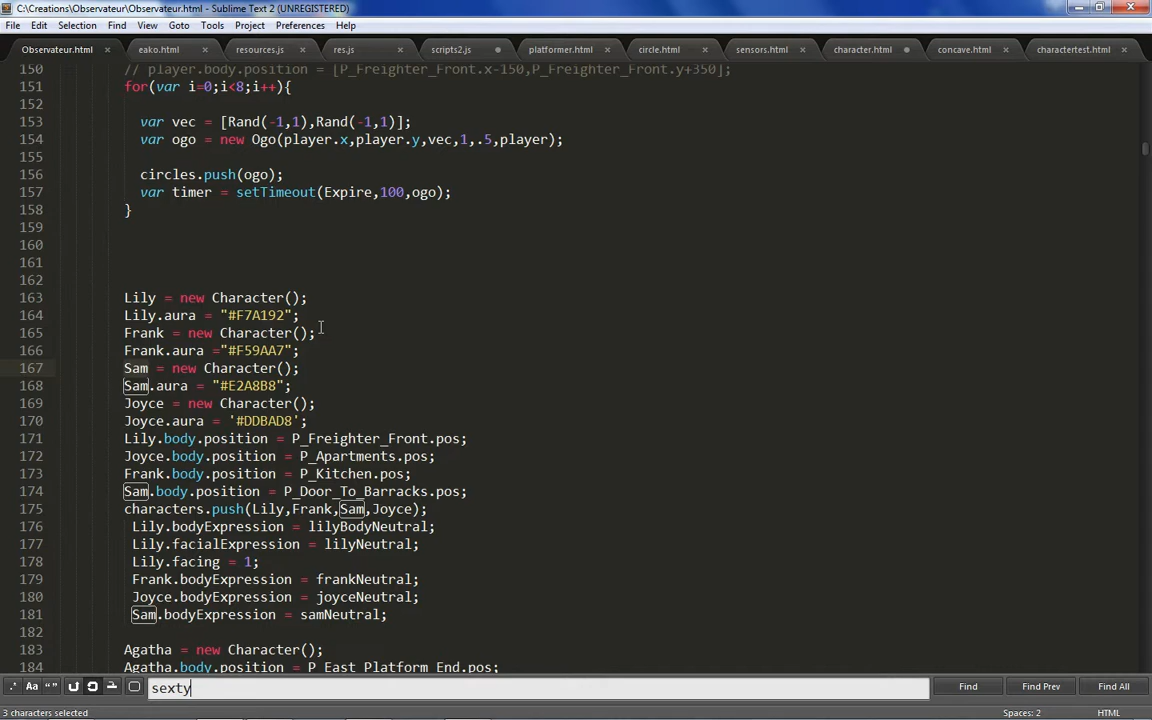 C:\Creations\Observateur\Observateur.html - Sublime Text 2 (UNREGISTERED)
File Edit Selection Find View Goto Tools Project Preferences Help
Observateur.html eako.html resources.js res.js scripts2.js platformer.html circle.html sensors.html character.html concave.html charactertest.html
150 // player.body.position = [P_Freighter_Front.x-150,P_Freighter_Front.y+350];
151 for(var i=0;i<8;i++){
152
153 var vec = [Rand(-1,1),Rand(-1,1)];
154 var ogo = new Ogo(player.x,player.y,vec,1,.5,player);
155
156 circles.push(ogo);
157 var timer = setTimeout(Expire,100,ogo);
158 }
159
160
161
162
163 Lily = new Character();
164 Lily.aura = "#F7A192";
165 Frank = new Character();
166 Frank.aura ="#F59AA7";
167 Sam = new Character();
168 Sam.aura = "#E2A8B8";
169 Joyce = new Character();
170 Joyce.aura = '#DDBAD8';
171 Lily.body.position = P_Freighter_Front.pos;
172 Joyce.body.position = P_Apartments.pos;
173 Frank.body.position = P_Kitchen.pos;
174 Sam.body.position = P_Door_To_Barracks.pos;
175 characters.push(Lily,Frank,Sam,Joyce);
176 Lily.bodyExpression = lilyBodyNeutral;
177 Lily.facialExpression = lilyNeutral;
178 Lily.facing = 1;
179 Frank.bodyExpression = frankNeutral;
180 Joyce.bodyExpression = joyceNeutral;
181 Sam.bodyExpression = samNeutral;
182
183 Agatha = new Character();
184 Agatha.body.position = P_East_Platform_End.pos;
.* Aa “” sexty Find Find Prev Find All
3 characters selected Spaces: 2 HTML